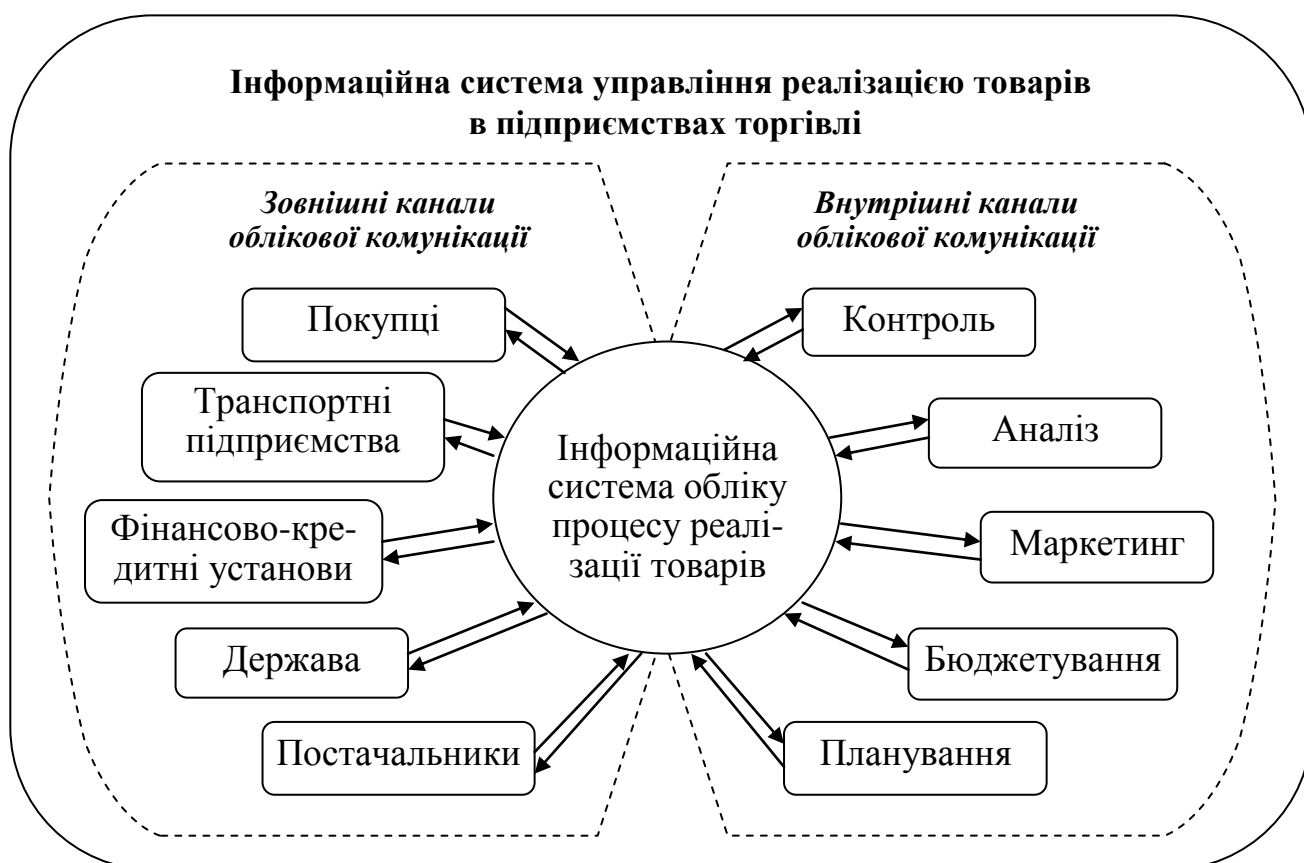 Інформаційна система управління реалізацією товарів
в підприємствах торгівлі
Зовнішні канали
облікової комунікації
Внутрішні канали
облікової комунікації
Покупці
Транспортні
підприємства
Фінансово-кре-
дитні установи
Держава
Постачальники
Інформаційна
система обліку
процесу реалі-
зації товарів
Контроль
Аналіз
Маркетинг
Бюджетування
Планування